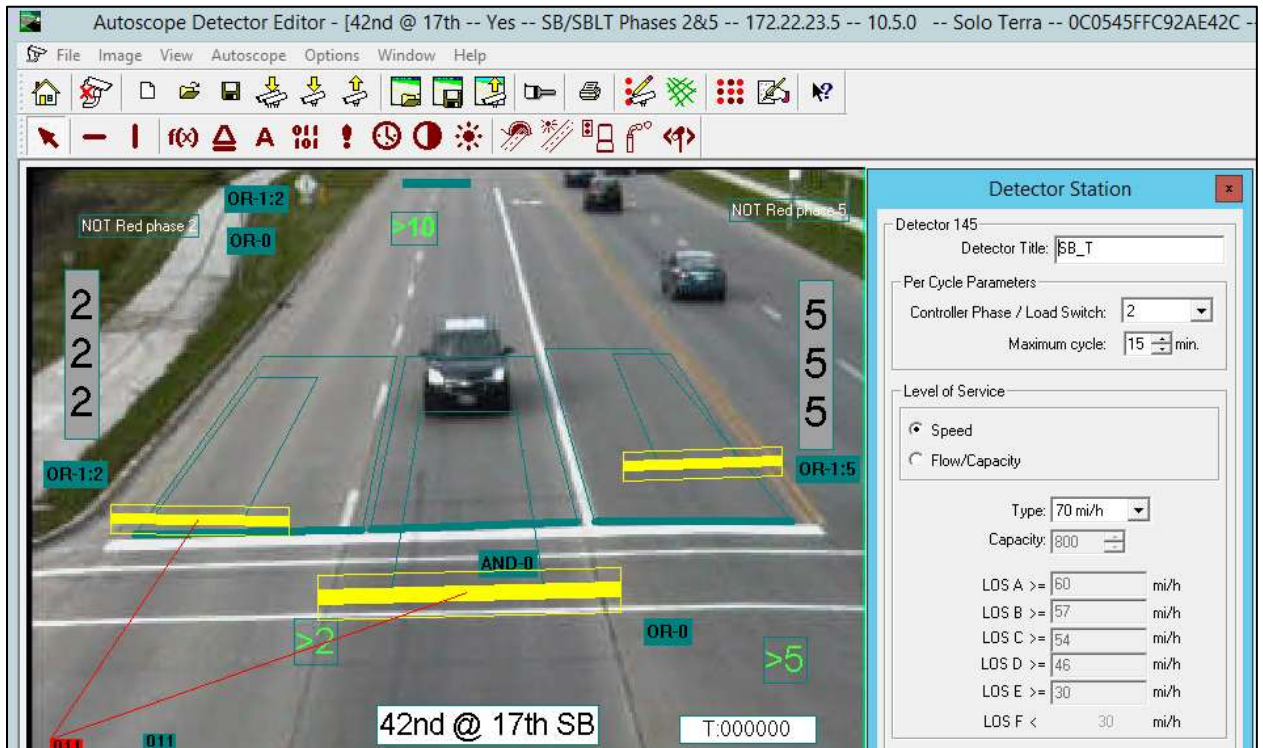 Autoscope Detector Editor - [42nd @ 17th -- Yes -- SB/SBLT Phases 2&5 -- 172.22.23.5 -- 10.5.0 -- Solo Terra -- 0C0545FFC92AE42C --
File Image View Autoscope Options Window Help
f(x) A
OR-1:2
NOT Red phase 2
OR-0
>10
NOT Red phase 5
2
2
2
5
5
5
OR-1:2
OR-1:5
AND-0
>2
OR-0
>5
42nd @ 17th SB
T:000000
011
011
Detector Station
Detector 145
Detector Title: SB_T
Per Cycle Parameters
Controller Phase / Load Switch: 2
Maximum cycle: 15 min.
Level of Service
Speed
Flow/Capacity
Type: 70 mi/h
Capacity: 800
LOS A >= 60 mi/h
LOS B >= 57 mi/h
LOS C >= 54 mi/h
LOS D >= 46 mi/h
LOS E >= 30 mi/h
LOS F < 30 mi/h